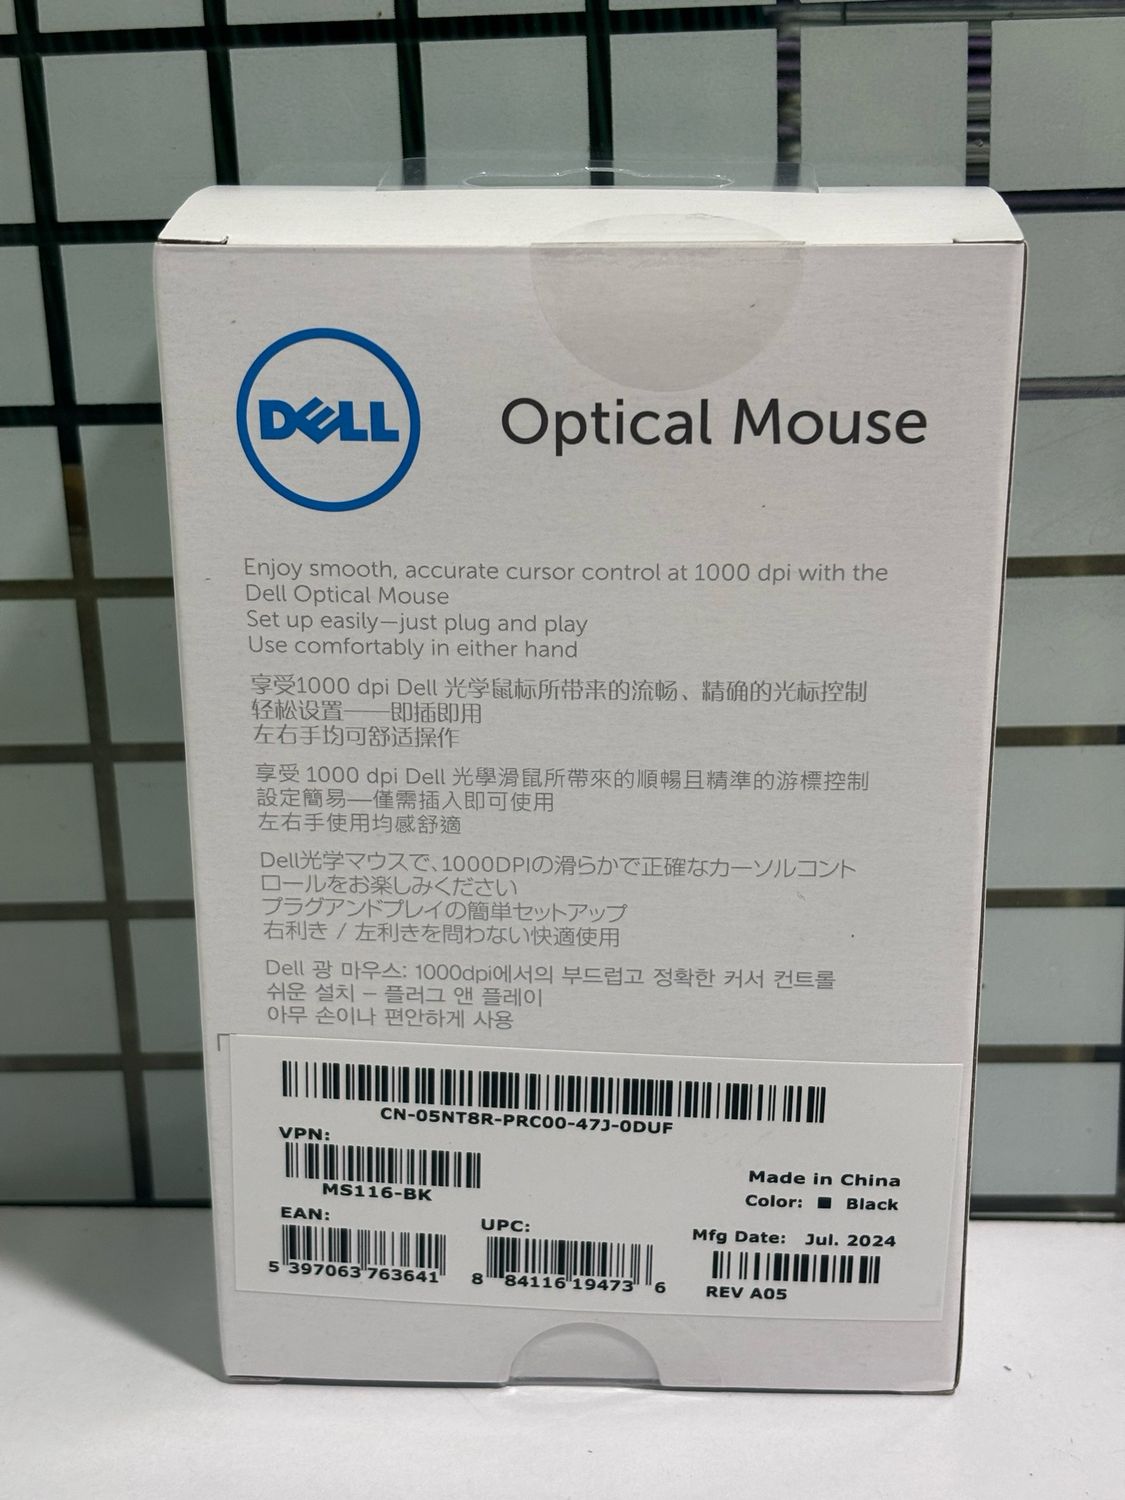 DELL
Optical Mouse
Enjoy smooth, accurate cursor control at 1000 dpi with the
Dell Optical Mouse
Set up easily—just plug and play
Use comfortably in either hand
享受1000 dpi Dell 光学鼠标所带来的流畅、精确的光标控制
轻松设置——即插即用
左右手均可舒适操作
享受 1000 dpi Dell 光學滑鼠所帶來的順暢且精準的游標控制
設定簡易—僅需插入即可使用
左右手使用均感舒適
Dell光学マウスで、1000DPIの滑らかで正確なカーソルコント
ロールをお楽しみください
プラグアンドプレイの簡単セットアップ
右利き / 左利きを問わない快適使用
Dell 광 마우스: 1000dpi에서의 부드럽고 정확한 커서 컨트롤
쉬운 설치 – 플러그 앤 플레이
아무 손이나 편안하게 사용
CN-05NT8R-PRC00-47J-0DUF
VPN:
MS116-BK
Made in China
Color: ■ Black
EAN:
5 397063 763641
UPC:
8 84116 19473 6
Mfg Date: Jul. 2024
REV A05